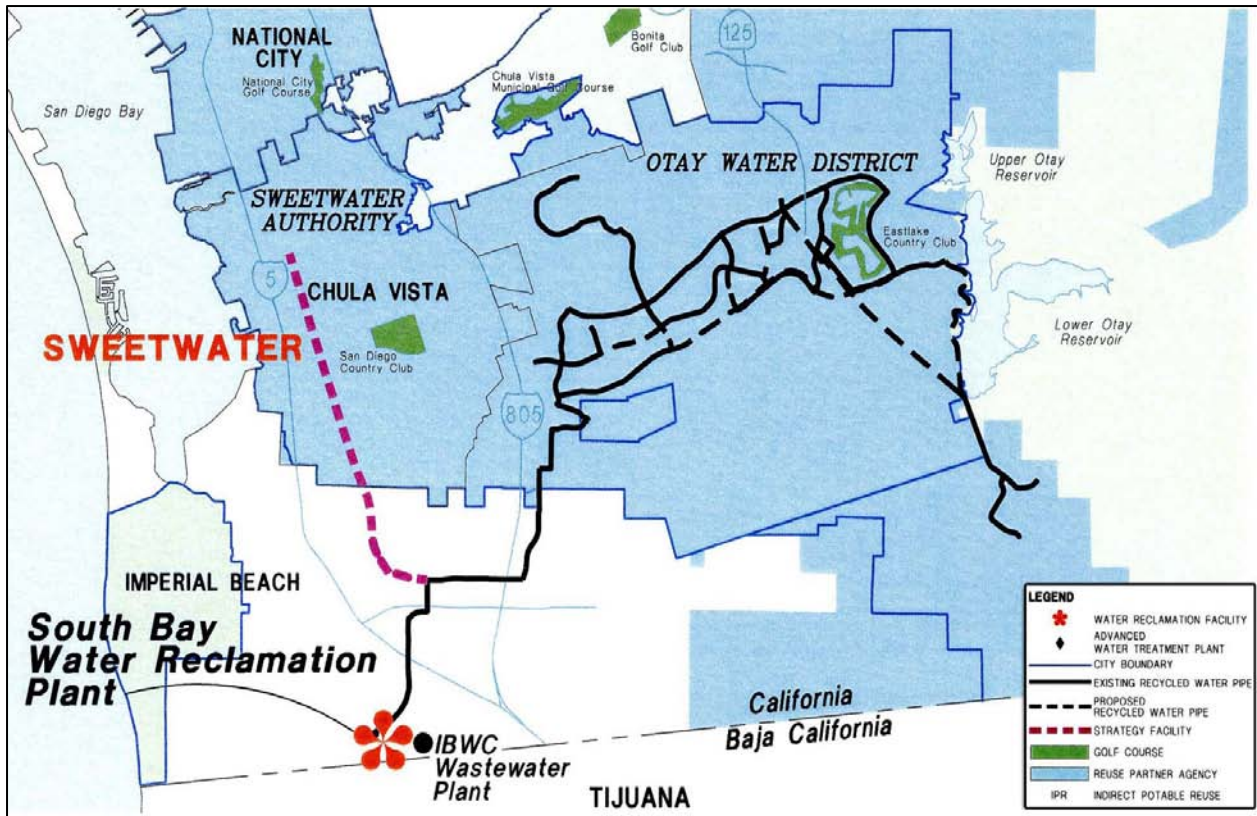 NATIONAL
CITY
National City
Golf Course
San Diego Bay
Chula Vista
Municipal Golf Course
Bonita
Golf Club
125
OTAY WATER DISTRICT
Upper Otay
Reservoir
SWEETWATER
AUTHORITY
Eastlake
Country Club
5
CHULA VISTA
SWEETWATER
San Diego
Country Club
Lower Otay
Reservoir
805
IMPERIAL BEACH
South Bay
Water Reclamation
Plant
IBWC
Wastewater
Plant
California
Baja California
TIJUANA
LEGEND
WATER RECLAMATION FACILITY
ADVANCED
WATER TREATMENT PLANT
CITY BOUNDARY
EXISTING RECYCLED WATER PIPE
PROPOSED
RECYCLED WATER PIPE
STRATEGY FACILITY
GOLF COURSE
REUSE PARTNER AGENCY
IPR INDIRECT POTABLE REUSE